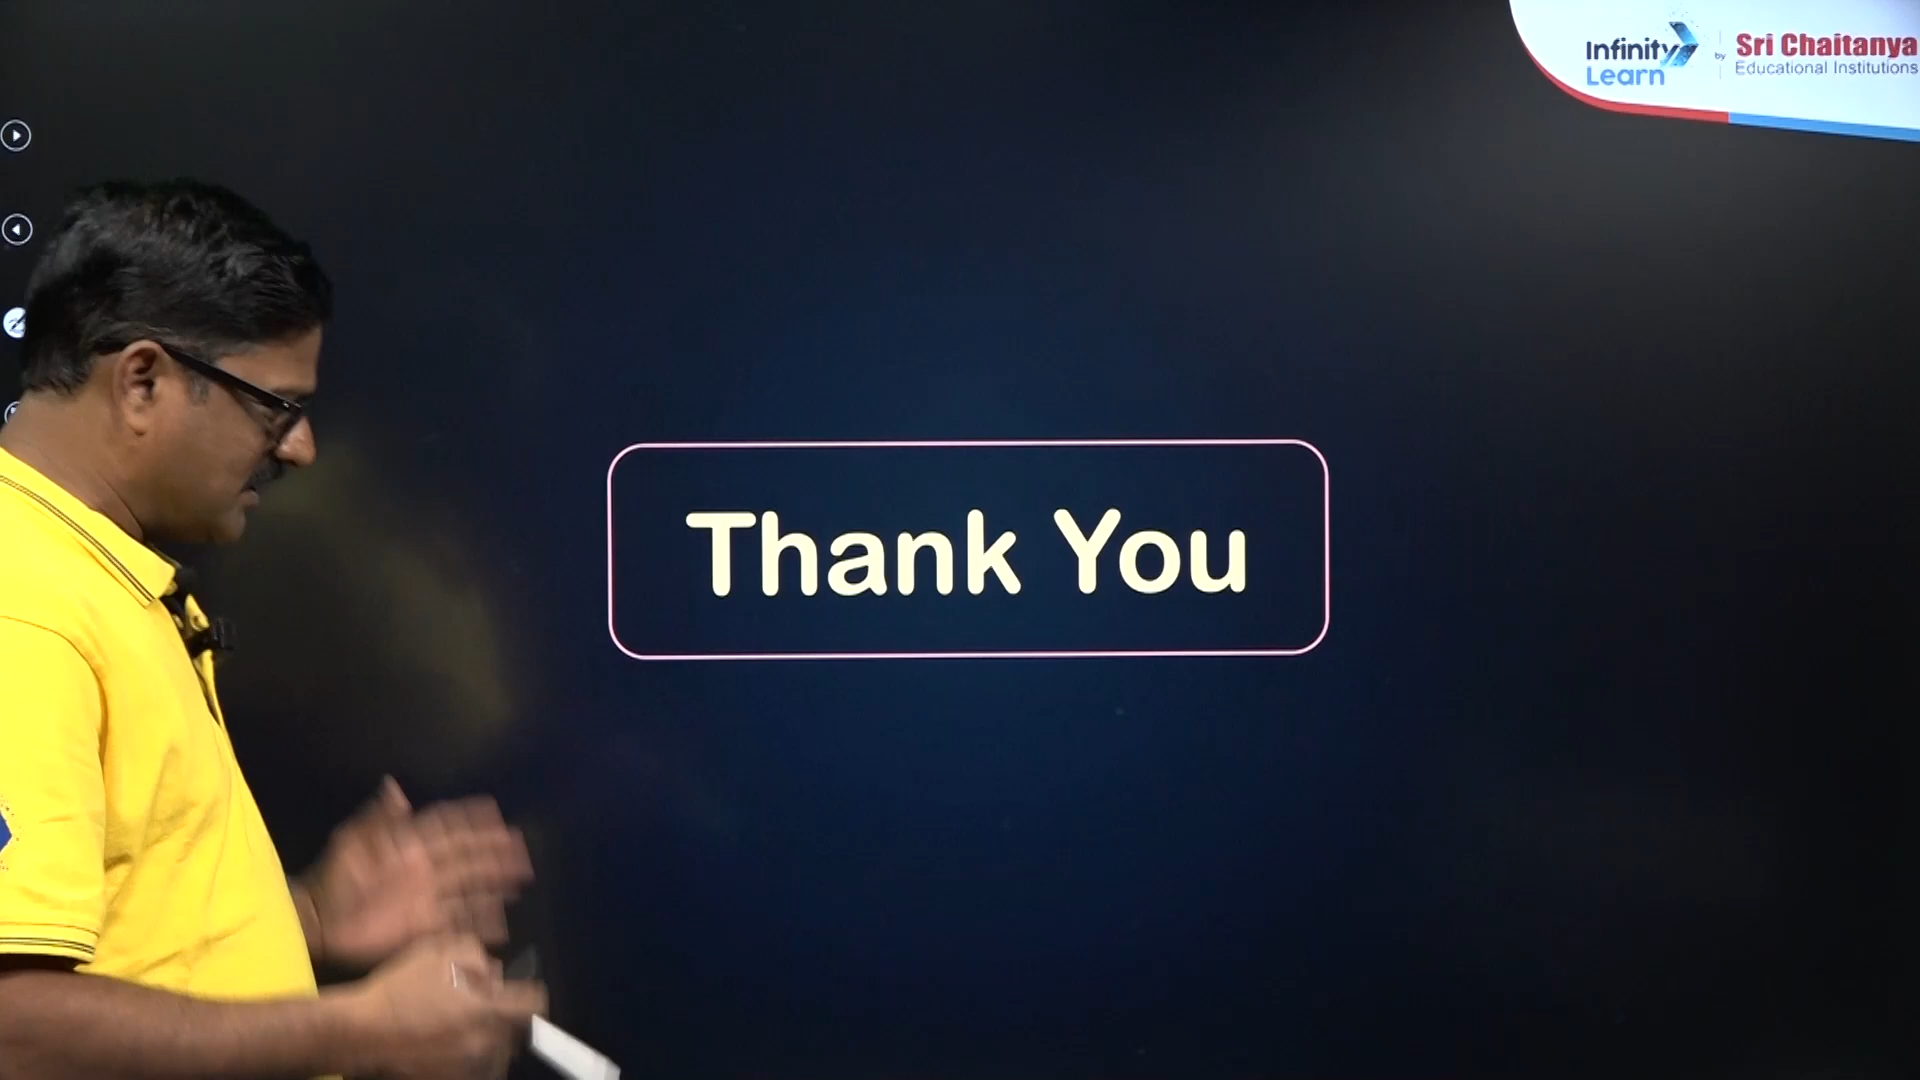 Infinity Learn
by
Sri Chaitanya
Educational Institutions
Thank You